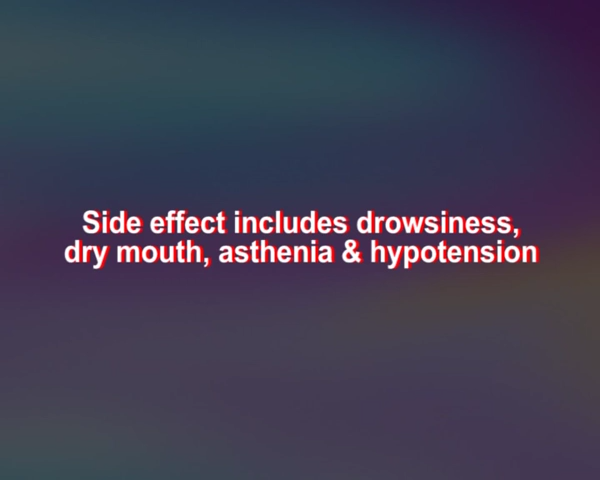 Side effect includes drowsiness,
dry mouth, asthenia & hypotension